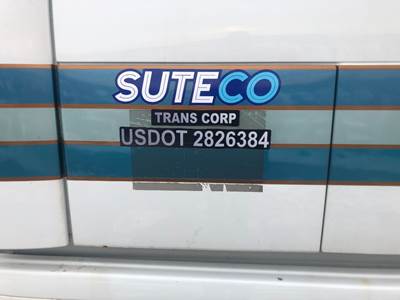 SUTECO
TRANS CORP
USDOT 2826384